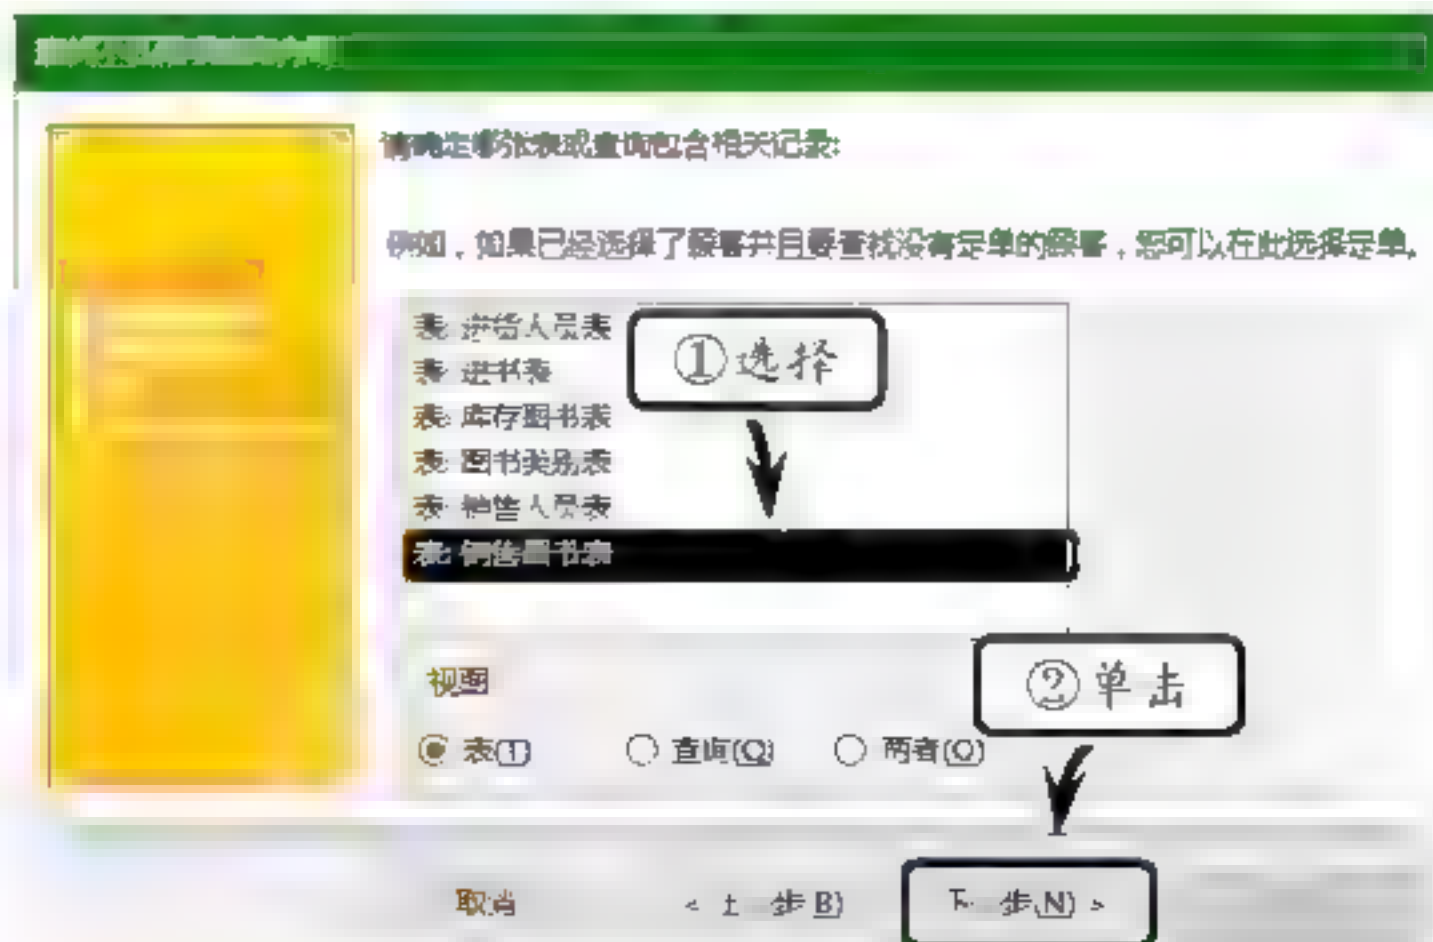 请确定哪张表或查询包含相关记录:
例如，如果已经选择了顾客并且要查找没有定单的顾客，您可以在此选择定单。
表: 进货人员表
①选择
表: 进书表
表: 库存图书表
表: 图书类别表
表: 销售人员表
表: 销售图书表
视图
②单击
表(T) 查询(Q) 两者(O)
取消 < 上一步(B) 下一步(N) >